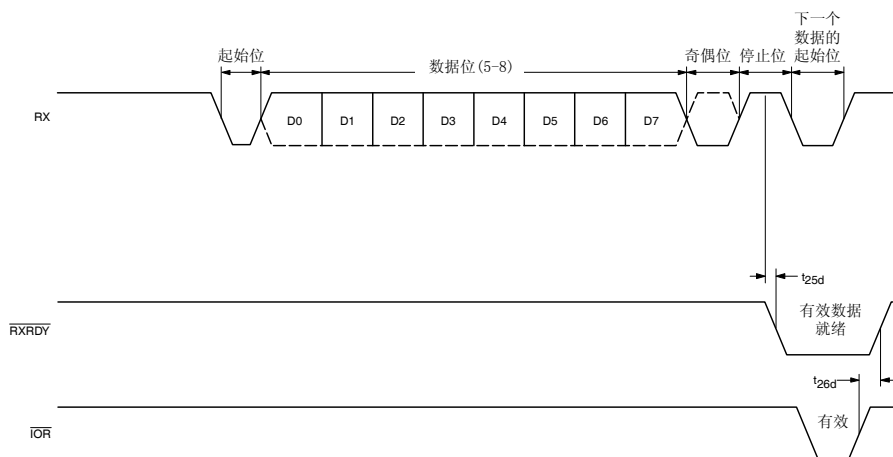 下一个
数据的
起始位
起始位
数据位(5-8)
奇偶位
停止位
RX
D0
D1
D2
D3
D4
D5
D6
D7
t25d
RXRDY
有效数据
就绪
t26d
IOR
有效